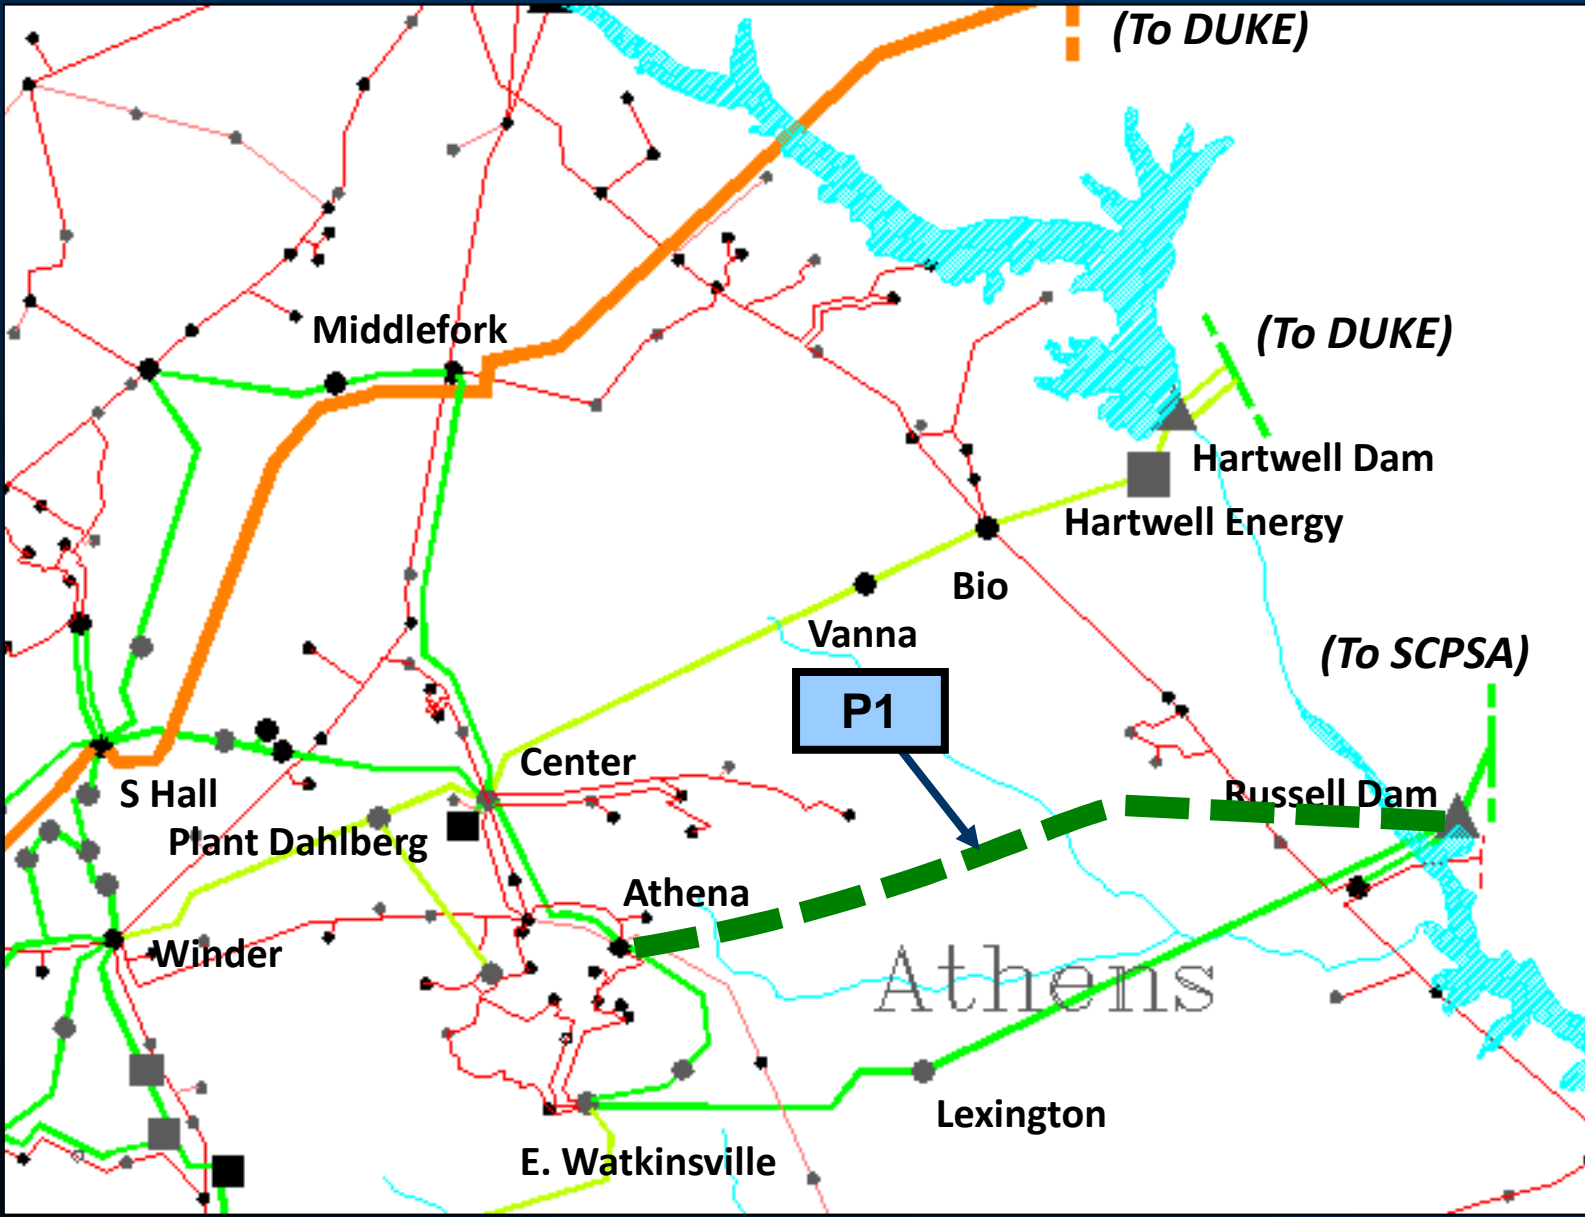 (To DUKE)
Middlefork
(To DUKE)
Hartwell Dam
Hartwell Energy
Bio
Vanna
(To SCPSA)
P1
Center
S Hall
Russell Dam
Plant Dahlberg
Athena
Winder
Athens
Lexington
E. Watkinsville